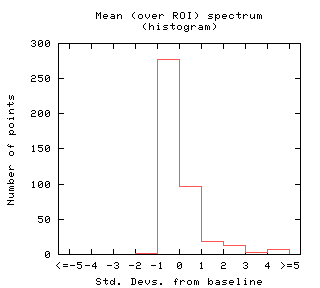 Mean (over ROI) spectrum
(histogram)
300
250
200
150
100
50
0
Number of points
<=-5 -4 -3 -2 -1 0 1 2 3 4 >=5
Std. Devs. from baseline